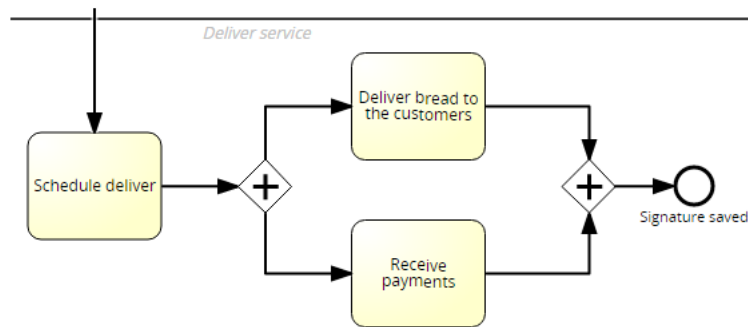 Deliver service
Deliver bread to
the customers
Schedule deliver
Receive
payments
Signature saved